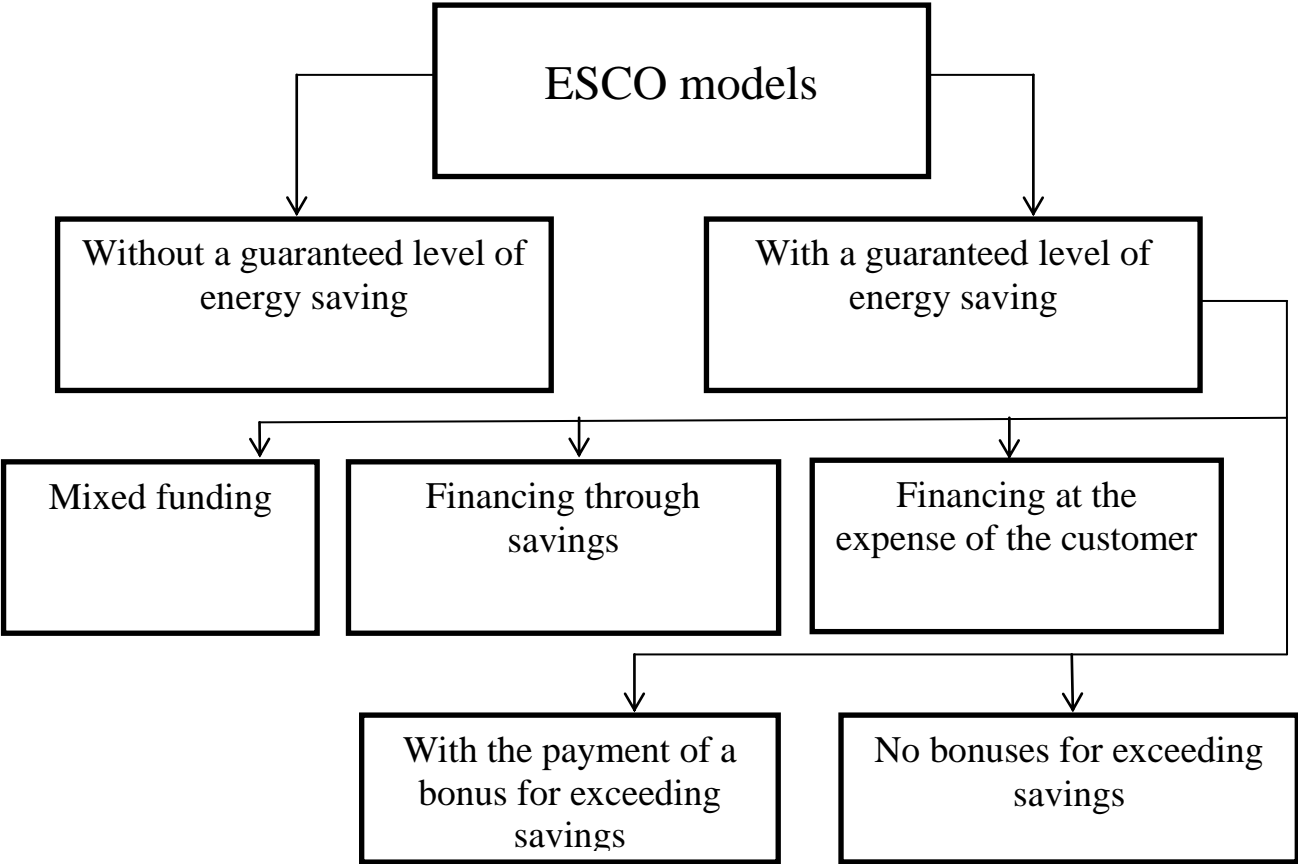 ESCO models
Without a guaranteed level of
energy saving
With a guaranteed level of
energy saving
Mixed funding
Financing through
savings
Financing at the
expense of the customer
With the payment of a
bonus for exceeding
savings
No bonuses for exceeding
savings